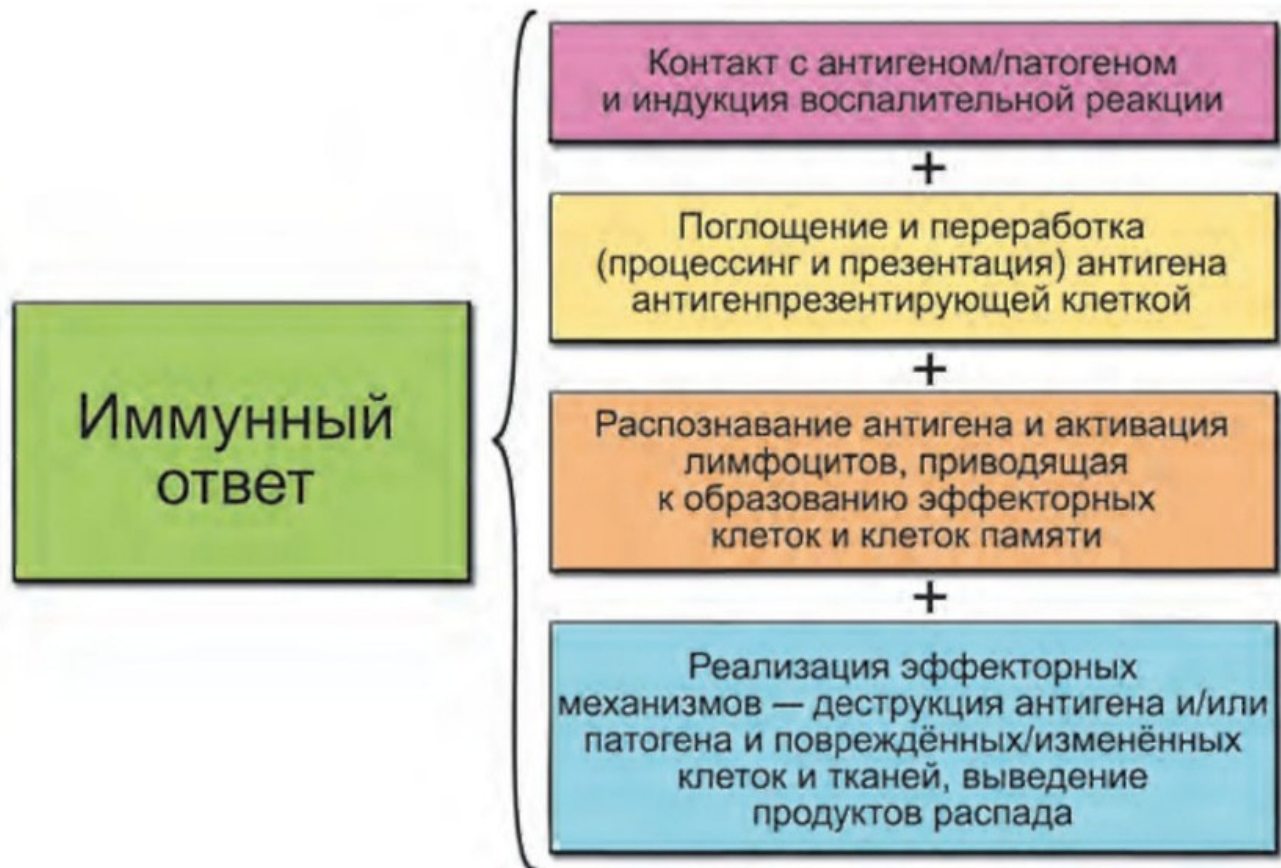 Контакт с антигеном/патогеном
и индукция воспалительной реакции
+
Поглощение и переработка
(процессинг и презентация) антигена
антигенпрезентирующей клеткой
+
Иммунный
ответ
Распознавание антигена и активация
лимфоцитов, приводящая
к образованию эффекторных
клеток и клеток памяти
+
Реализация эффекторных
механизмов — деструкция антигена и/или
патогена и повреждённых/изменённых
клеток и тканей, выведение
продуктов распада